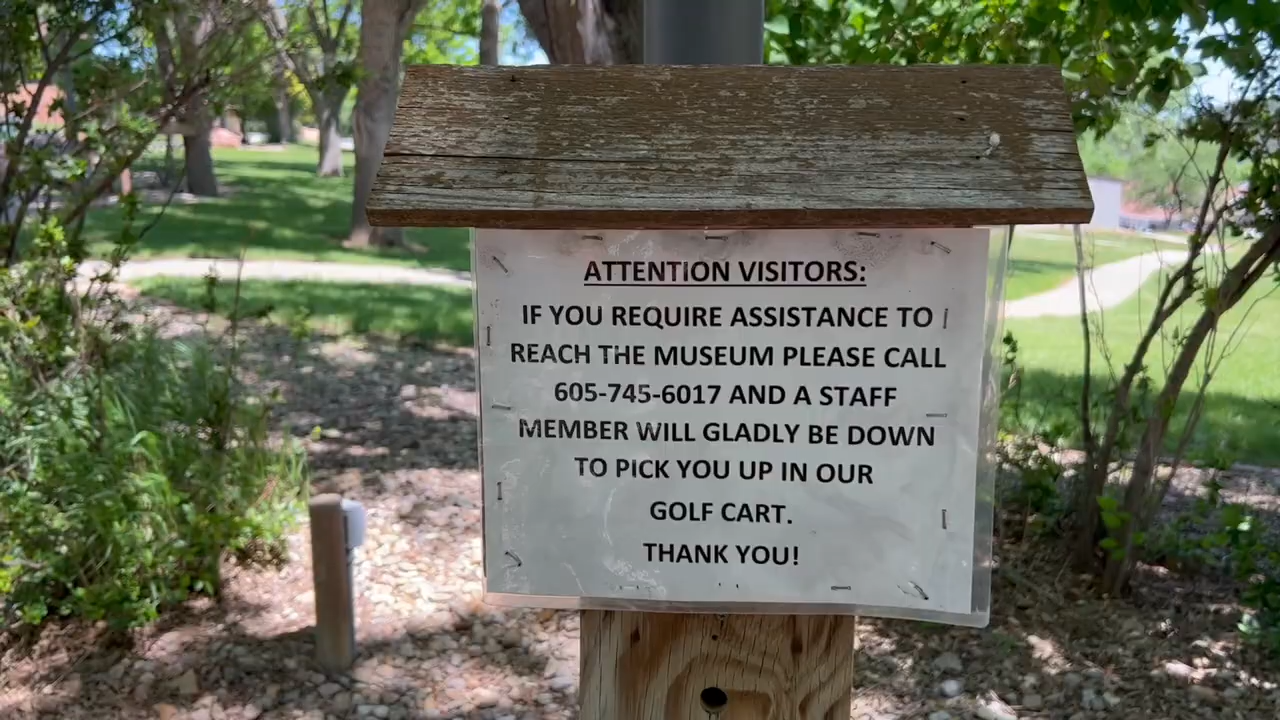 ATTENTION VISITORS:
IF YOU REQUIRE ASSISTANCE TO
REACH THE MUSEUM PLEASE CALL
605-745-6017 AND A STAFF
MEMBER WILL GLADLY BE DOWN
TO PICK YOU UP IN OUR
GOLF CART.
THANK YOU!